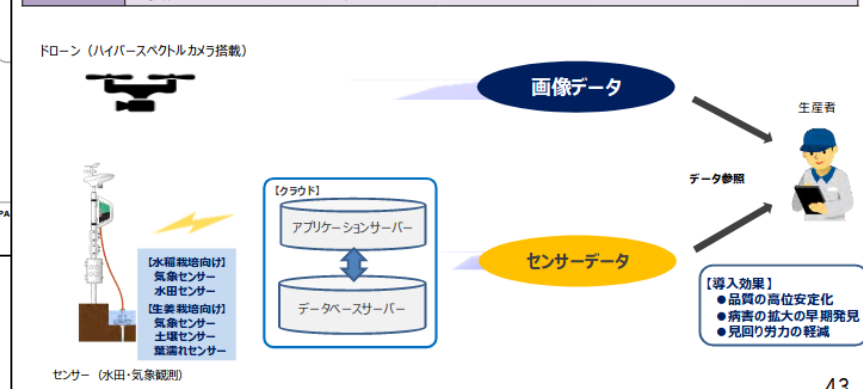 ドローン（ハイパースペクトルカメラ搭載）
画像データ
生産者
データ参照
【クラウド】
アプリケーションサーバー
データベースサーバー
【水稲栽培向け】
気象センサー
水田センサー
【生姜栽培向け】
気象センサー
土壌センサー
葉濡れセンサー
センサーデータ
【導入効果】
●品質の高位安定化
●病害の拡大の早期発見
●見回り労力の軽減
センサー（水田・気象観測）
43